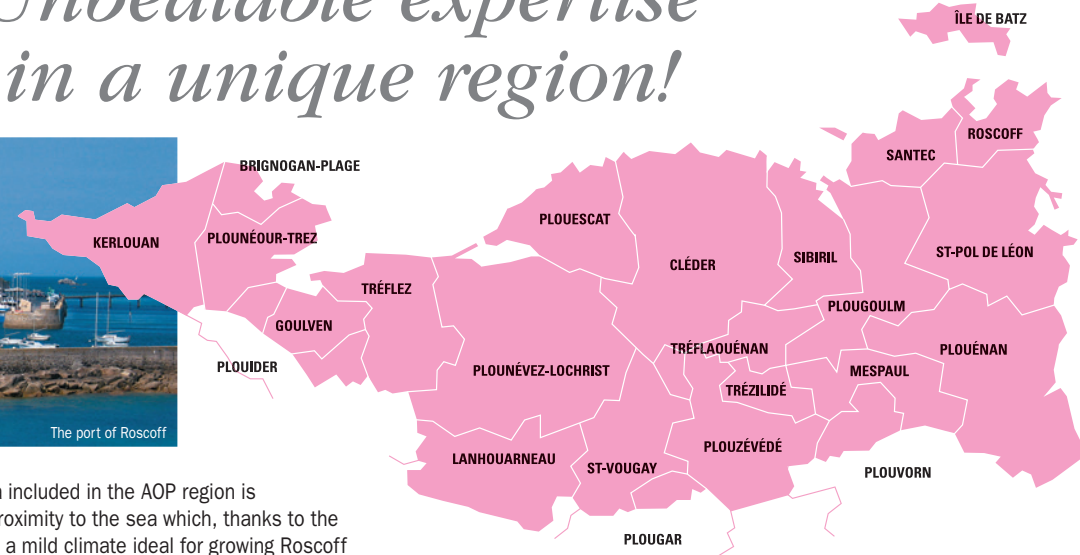 Unbeatable expertise
in a unique region!
ÎLE DE BATZ
ROSCOFF
SANTEC
BRIGNOGAN-PLAGE
PLOUESCAT
KERLOUAN
PLOUNÉOUR-TREZ
ST-POL DE LÉON
CLÉDER
SIBIRIL
TRÉFLEZ
PLOUGOULM
GOULVEN
TRÉFLAOUÉNAN
PLOUÉNAN
PLOUIDER
PLOUNÉVEZ-LOCHRIST
MESPAUL
TRÉZILIDÉ
The port of Roscoff
PLOUZÉVÉDÉ
LANHOUARNEAU
ST-VOUGAY
PLOUVORN
PLOUGAR
included in the AOP region is
to the sea which, thanks to the
a mild climate ideal for growing Roscoff